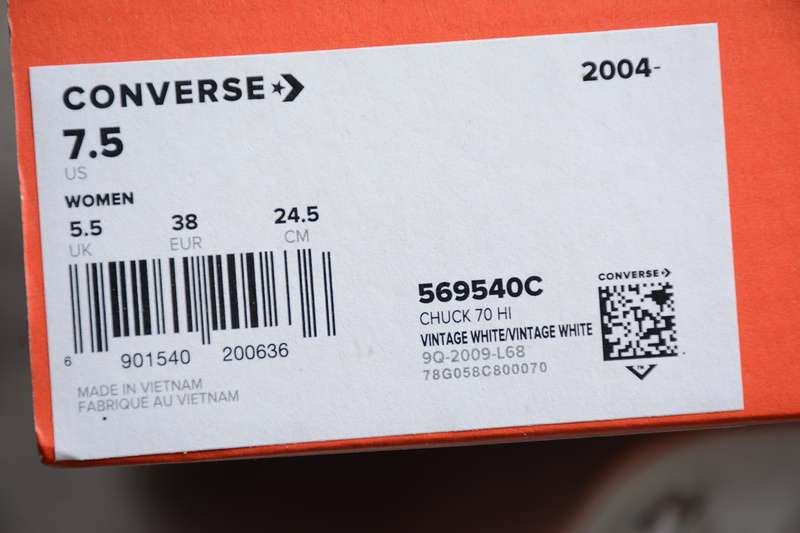 CONVERSE
2004-
7.5
US
WOMEN
5.5 38 24.5
UK EUR CM
6 901540 200636
MADE IN VIETNAM
FABRIQUE AU VIETNAM
569540C
CHUCK 70 HI
VINTAGE WHITE/VINTAGE WHITE
9Q-2009-L68
78G058C800070
CONVERSE
TM